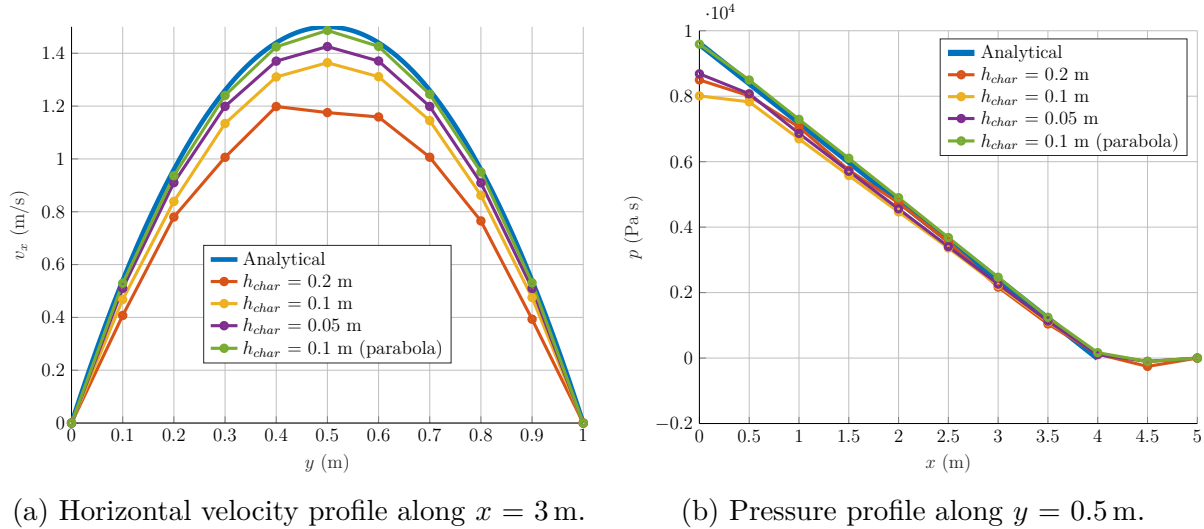 0
0.1
0.2
0.3
0.4
0.5
0.6
0.7
0.8
0.9
1
0
0.2
0.4
0.6
0.8
1
1.2
1.4
y (m)
v_x (m/s)
Analytical
h_char = 0.2 m
h_char = 0.1 m
h_char = 0.05 m
h_char = 0.1 m (parabola)
(a) Horizontal velocity profile along x = 3 m.
·10^4
0
0.5
1
1.5
2
2.5
3
3.5
4
4.5
5
−0.2
0
0.2
0.4
0.6
0.8
1
x (m)
p (Pa s)
Analytical
h_char = 0.2 m
h_char = 0.1 m
h_char = 0.05 m
h_char = 0.1 m (parabola)
(b) Pressure profile along y = 0.5 m.